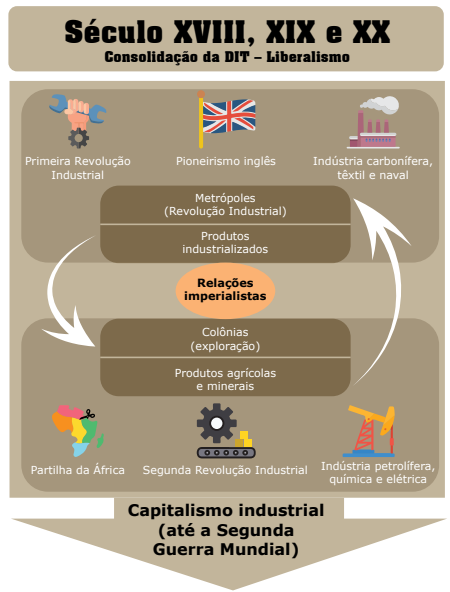 Século XVIII, XIX e XX
Consolidação da DIT – Liberalismo
Primeira Revolução
Industrial
Pioneirismo inglês
Indústria carbonífera,
têxtil e naval
Metrópoles
(Revolução Industrial)
Produtos
industrializados
Relações
imperialistas
Colônias
(exploração)
Produtos agrícolas
e minerais
Partilha da África
Segunda Revolução Industrial
Indústria petrolífera,
química e elétrica
Capitalismo industrial
(até a Segunda
Guerra Mundial)